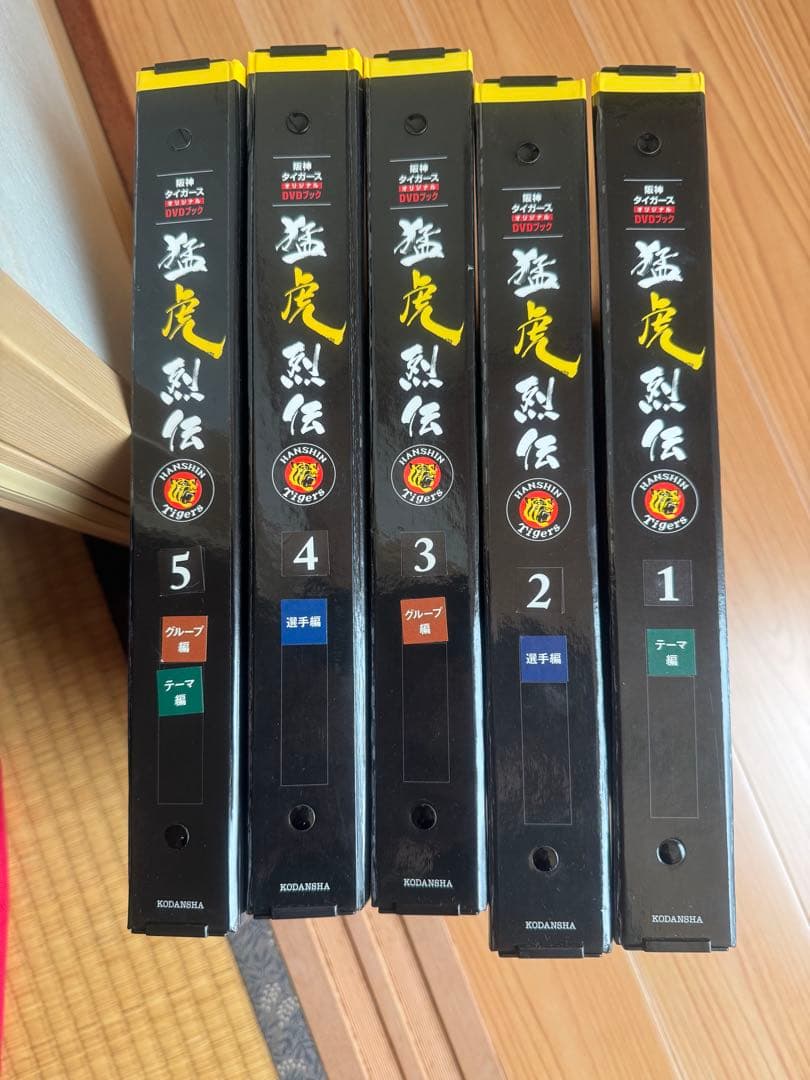 阪神
タイガース
オリジナル
DVDブック
猛虎烈伝
HANSHIN
Tigers
5
グループ
編
テーマ
編
KODANSHA
阪神
タイガース
オリジナル
DVDブック
猛虎烈伝
HANSHIN
Tigers
4
選手編
KODANSHA
阪神
タイガース
オリジナル
DVDブック
猛虎烈伝
HANSHIN
Tigers
3
グループ
編
KODANSHA
阪神
タイガース
オリジナル
DVDブック
猛虎烈伝
HANSHIN
Tigers
2
選手編
KODANSHA
阪神
タイガース
オリジナル
DVDブック
猛虎烈伝
HANSHIN
Tigers
1
テーマ
編
KODANSHA